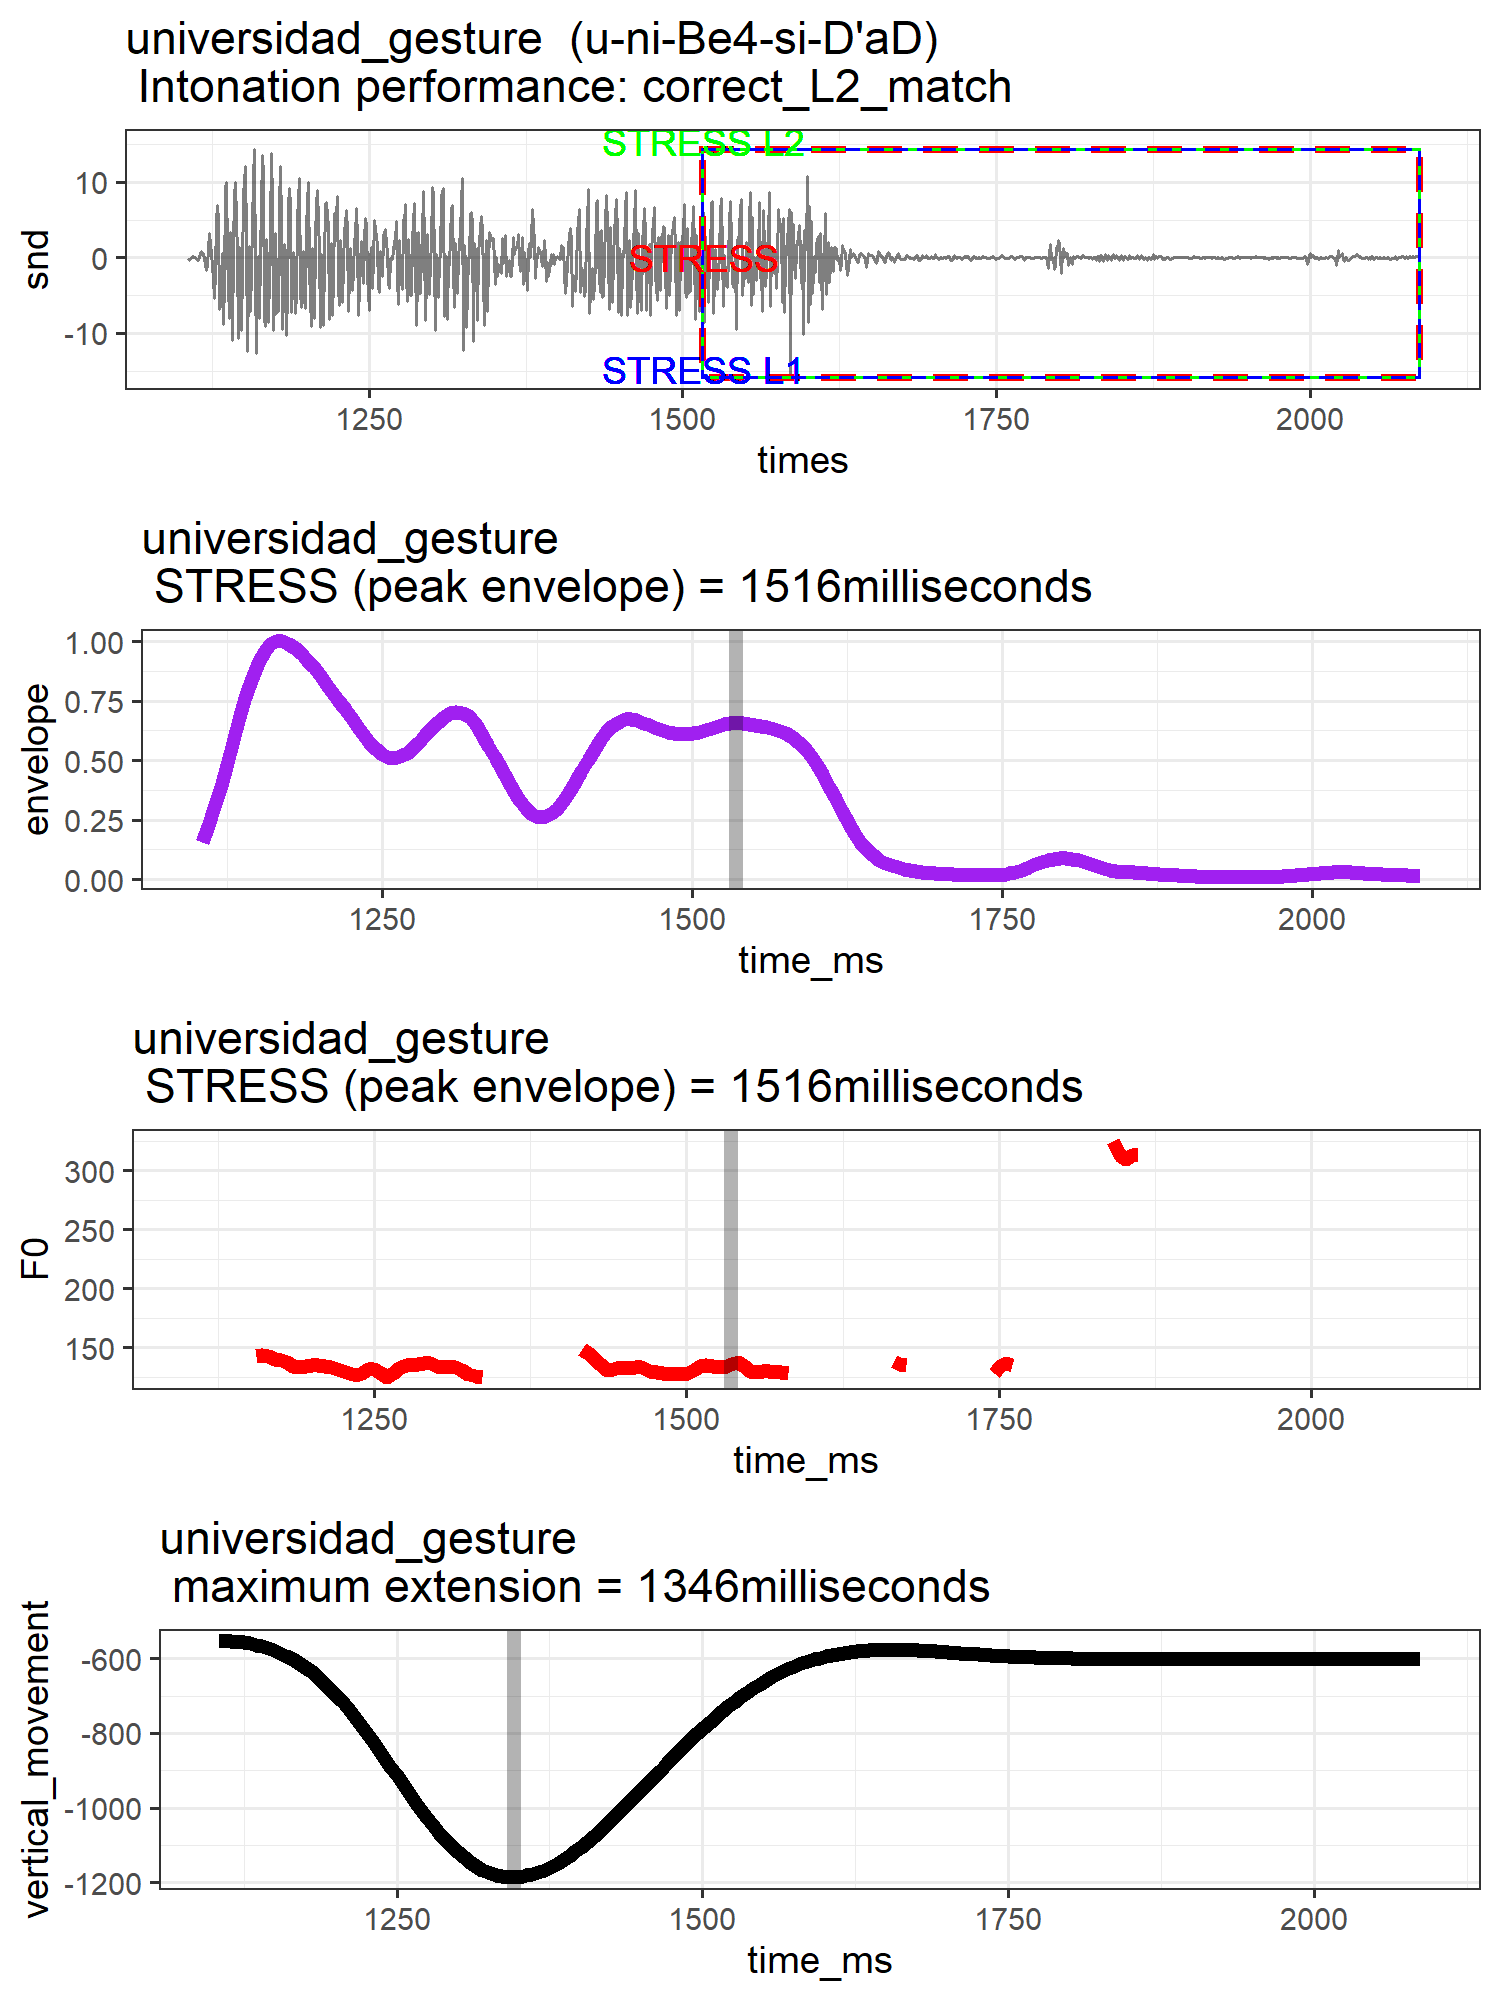 universidad_gesture  (u-ni-Be4-si-D'aD)
Intonation performance: correct_L2_match
STRESS L2
10
snd
0
STRESS
-10
STRESS L1
1250 1500 1750 2000
times
universidad_gesture
STRESS (peak envelope) = 1516milliseconds
1.00
0.75
envelope
0.50
0.25
0.00
1250 1500 1750 2000
time_ms
universidad_gesture
STRESS (peak envelope) = 1516milliseconds
300
250
F0
200
150
1250 1500 1750 2000
time_ms
universidad_gesture
maximum extension = 1346milliseconds
-600
vertical_movement
-800
-1000
-1200
1250 1500 1750 2000
time_ms